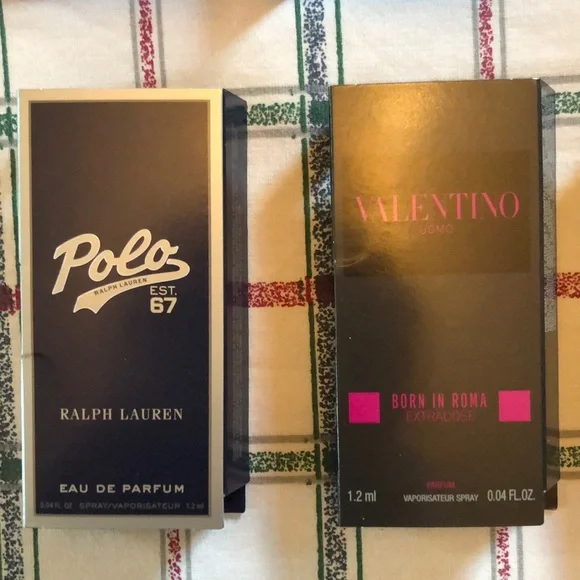 Polo
RALPH LAUREN
EST.
67
RALPH LAUREN
EAU DE PARFUM
0.04 FL. OZ. SPRAY/VAPORISATEUR 1.2 ml
VALENTINO
UOMO
BORN IN ROMA
EXTRADOSE
PARFUM
1.2 ml VAPORISATEUR SPRAY 0.04 FL.OZ.